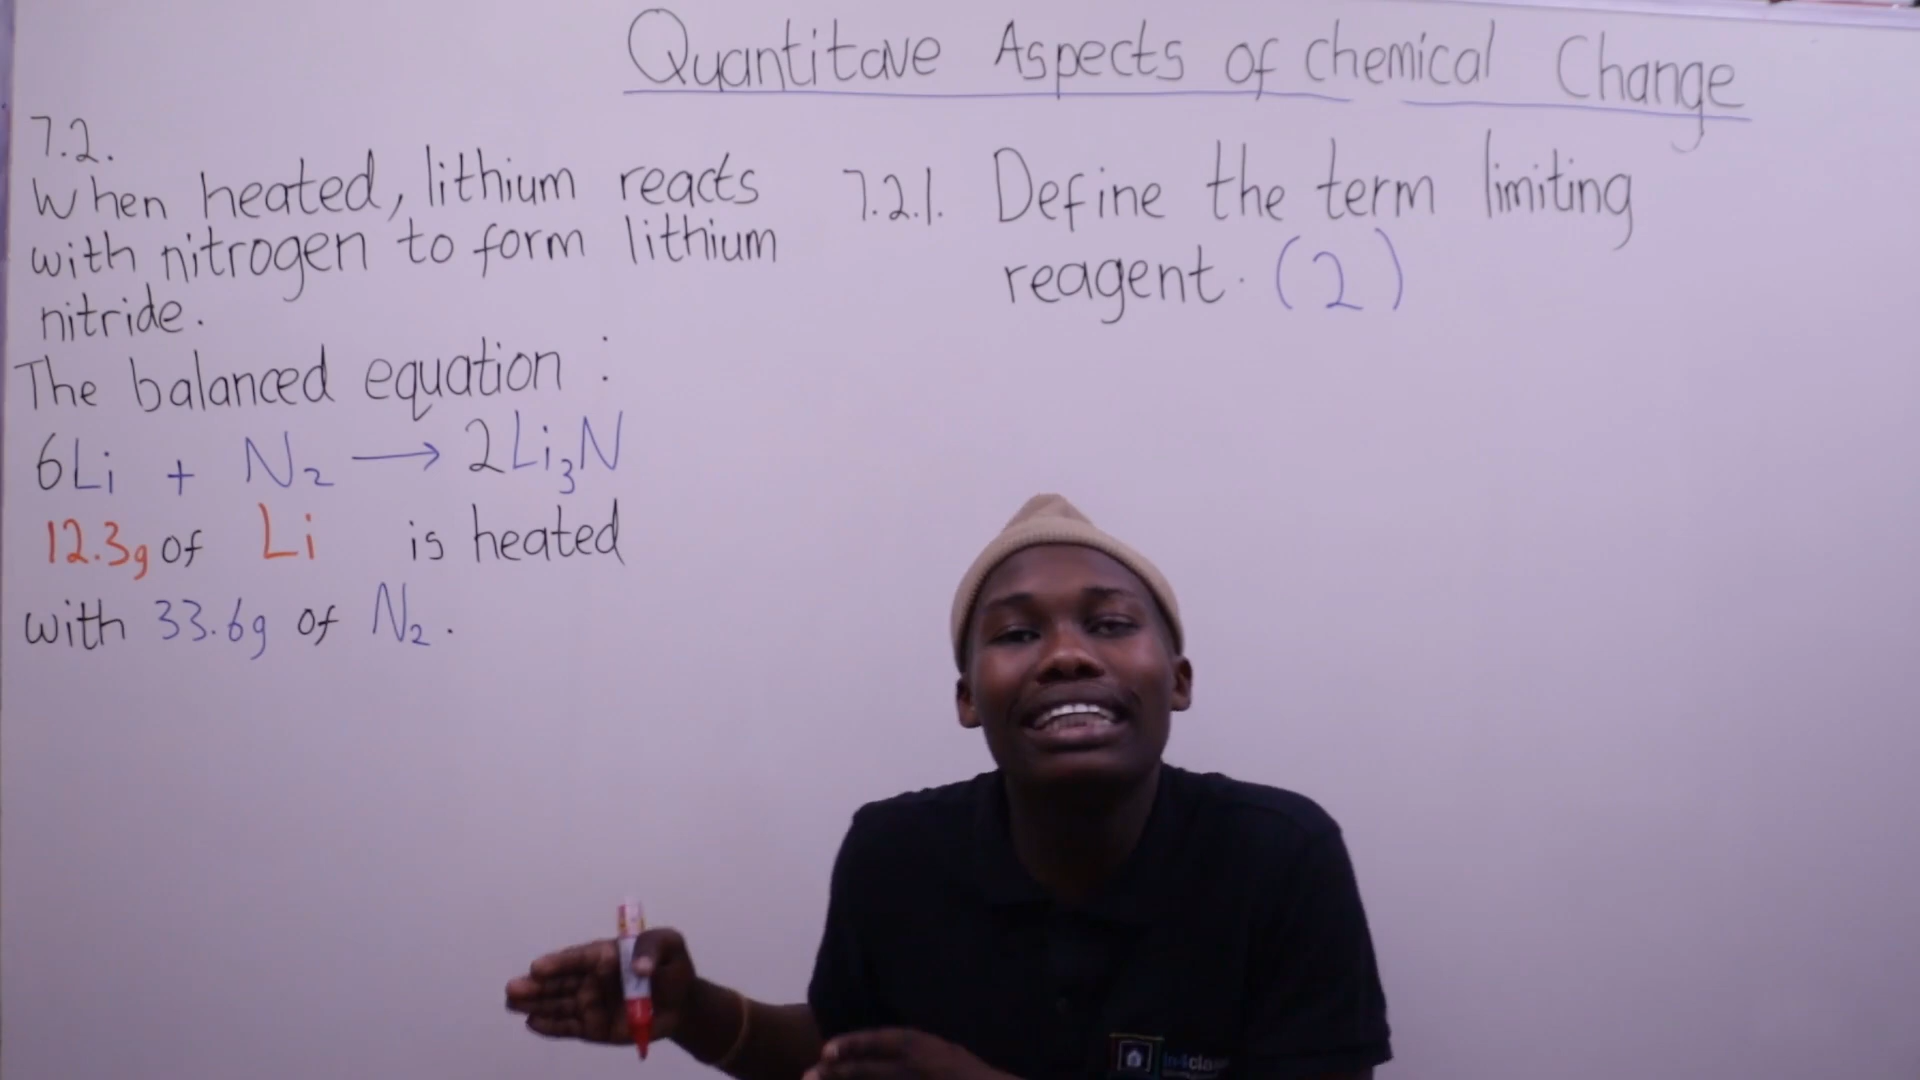 Quantitave Aspects of chemical Change
7.2.
When heated, lithium reacts
with nitrogen to form lithium
nitride.
The balanced equation :
6Li + N₂ → 2Li₃N
12.3g of Li is heated
with 33.6g of N₂.
7.2.1. Define the term limiting
reagent. (2)